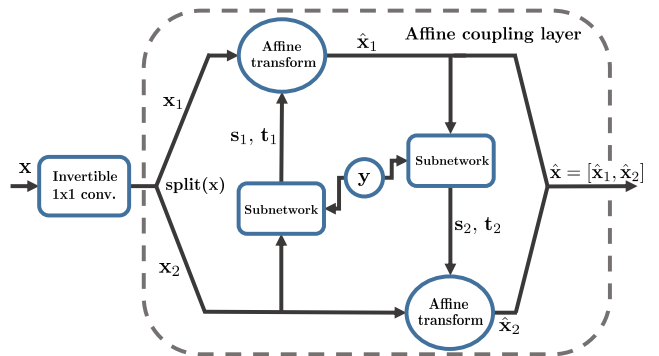 Affine coupling layer
Affine
transform
x̂₁
x₁
s₁, t₁
x
Invertible
1x1 conv.
split(x)
y
Subnetwork
Subnetwork
x̂ = [x̂₁, x̂₂]
s₂, t₂
x₂
Affine
transform
x̂₂